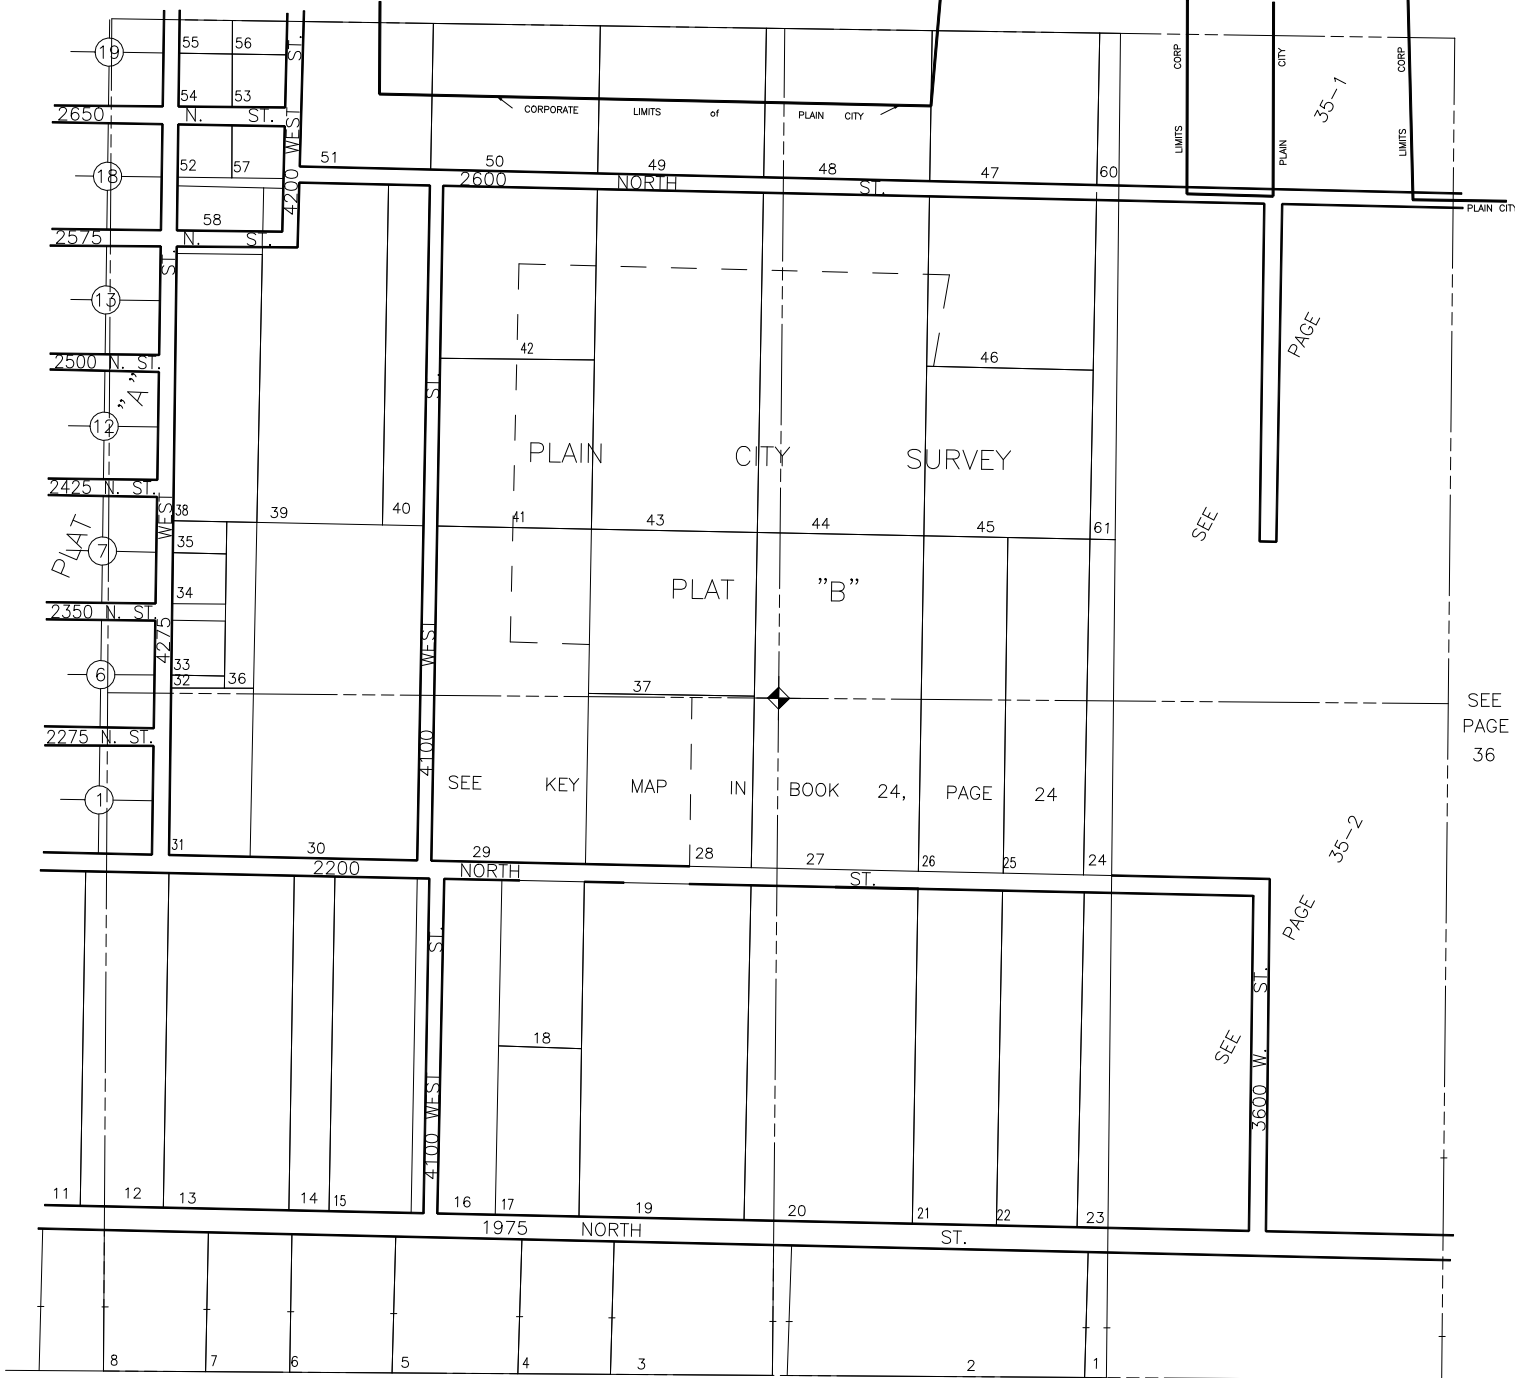 19
55 56
54 53
2650 N. ST.
4200 WEST ST.
18
52 57
58
2575 N. ST.
CORPORATE LIMITS of PLAIN CITY
LIMITS CORP
PLAIN CITY
LIMITS CORP
35-1
PLAIN CITY
51 50 49 48 47 60
2600 NORTH ST.
13
2500 N. ST.
12
2425 N. ST.
7
2350 N. ST.
6
2275 N. ST.
1
PLAT "A"
4275 WEST ST.
42 46
SEE PAGE
PLAIN CITY SURVEY
38 39 40 41 43 44 45 61
35
34
33
32 36
PLAT "B"
4100 WEST ST.
37
SEE
PAGE
36
SEE KEY MAP IN BOOK 24, PAGE 24
31 30 29 28 27 26 25 24
2200 NORTH ST.
SEE PAGE 35-2
4100 WEST ST.
3600 W. ST.
18
11 12 13 14 15 16 17 19 20 21 22 23
1975 NORTH ST.
8 7 6 5 4 3 2 1